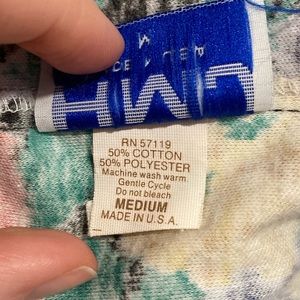 RN 57119
50% COTTON
50% POLYESTER
Machine wash warm
Gentle Cycle
Do not bleach
MEDIUM
MADE IN U.S.A.